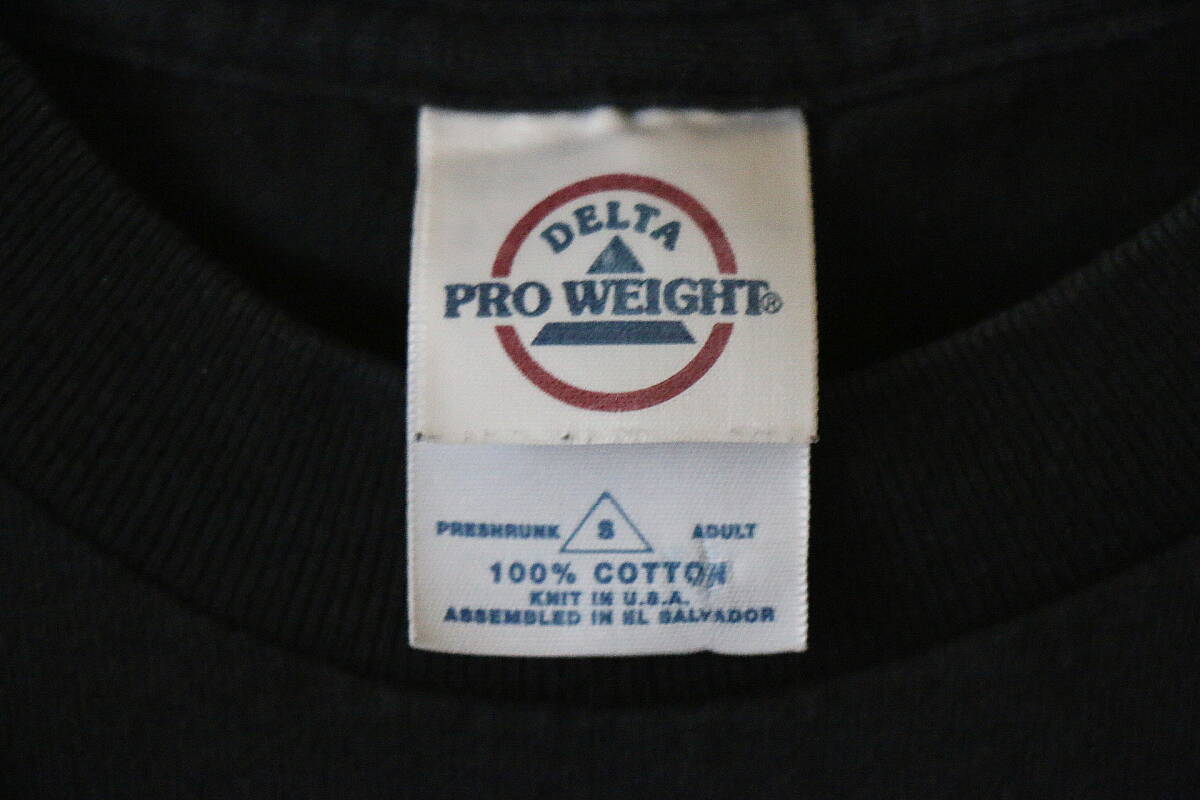 DELTA
PRO WEIGHT®
PRESHRUNK S ADULT
100% COTTON
KNIT IN U.S.A.
ASSEMBLED IN EL SALVADOR